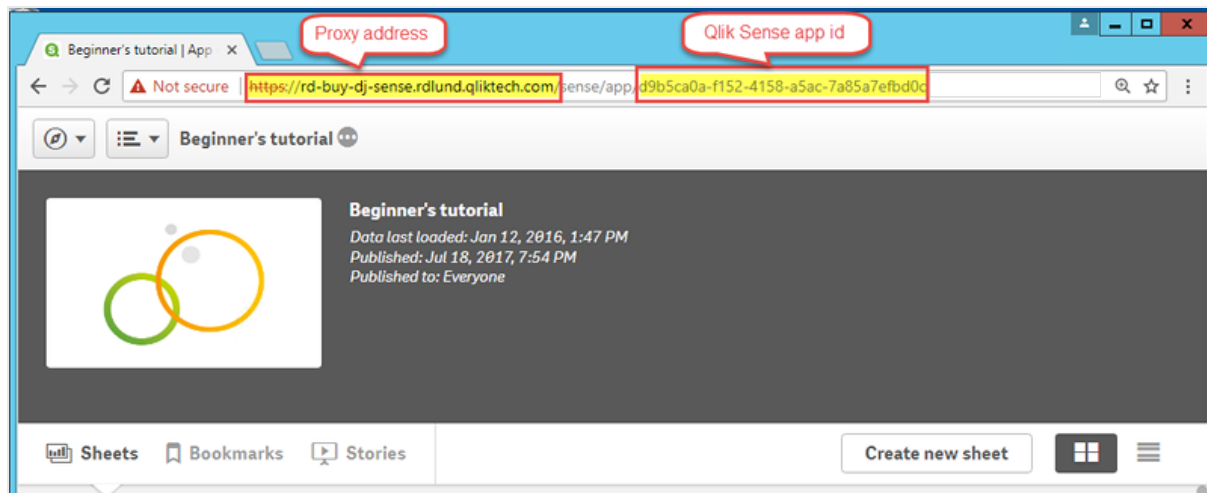 Proxy address
Qlik Sense app id
Beginner's tutorial | App
Not secure
https://rd-buy-dj-sense.rdlund.qliktech.com/sense/app/d9b5ca0a-f152-4158-a5ac-7a85a7efbd0d
Beginner's tutorial
Beginner's tutorial
Data last loaded: Jan 12, 2016, 1:47 PM
Published: Jul 18, 2017, 7:54 PM
Published to: Everyone
Sheets
Bookmarks
Stories
Create new sheet